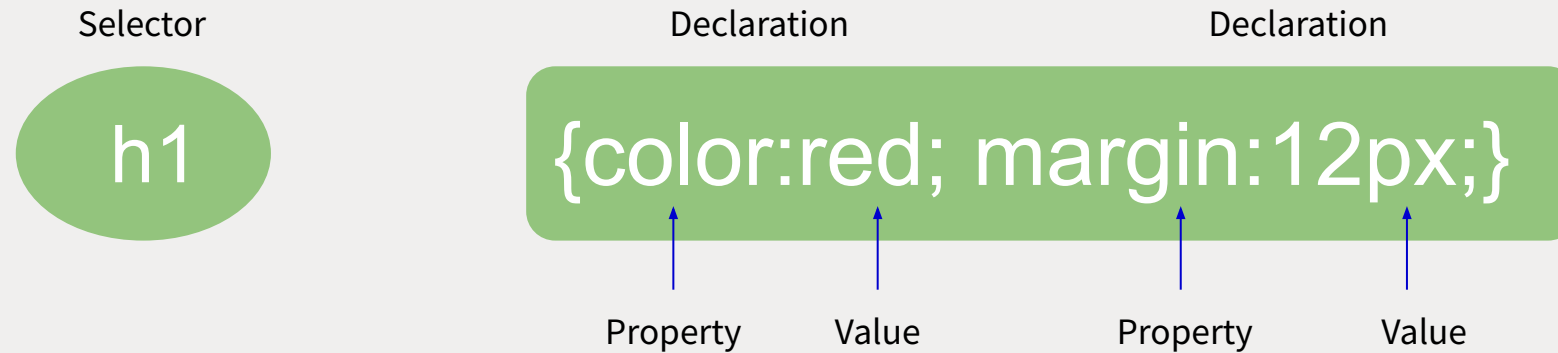 Selector Declaration Declaration
h1 {color:red; margin:12px;}
Property Value Property Value